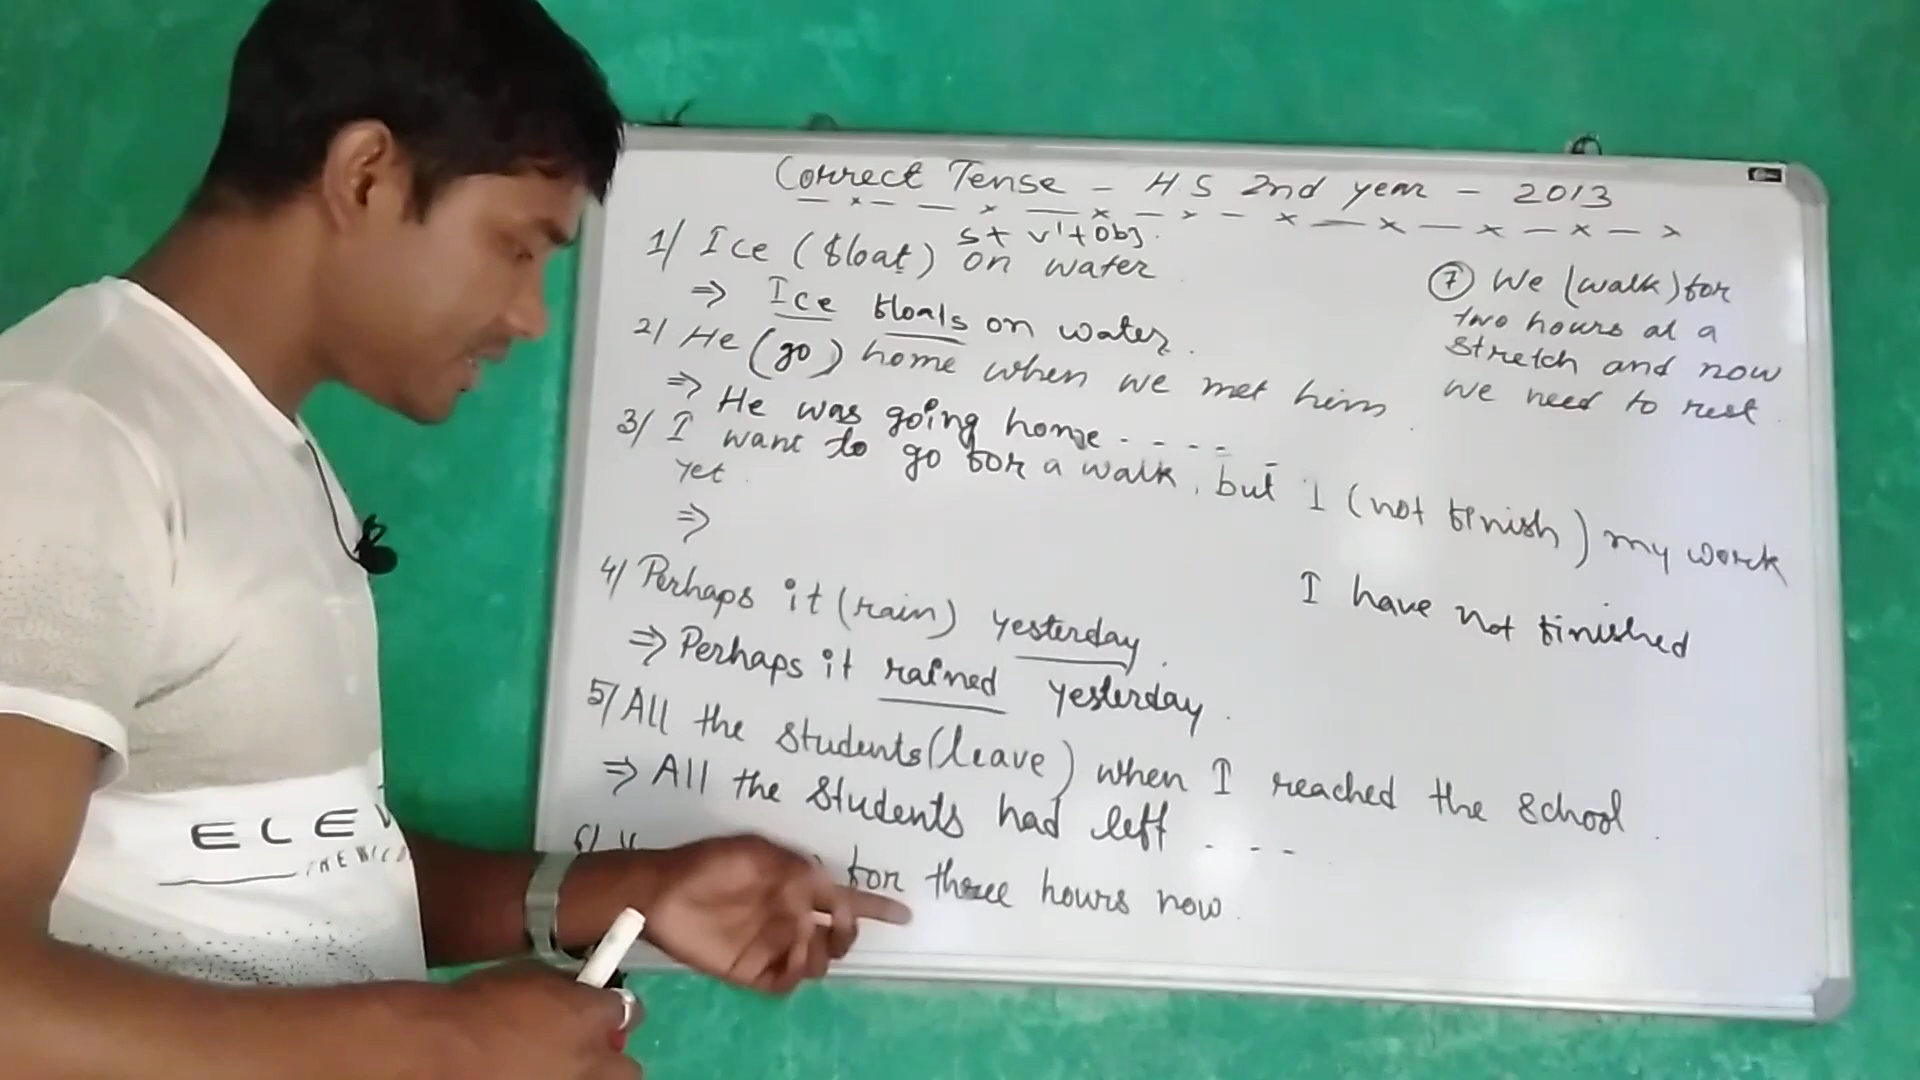 Correct Tense - H.S 2nd year - 2013
S + V¹ + Obj.
1/ Ice (float) on water
⇒ Ice floats on water.
2/ He (go) home when we met him.
⇒ He was going home - - - -
3/ I want to go for a walk, but I (not finish) my work
yet.
⇒
I have not finished
4/ Perhaps it (rain) yesterday.
⇒ Perhaps it rained yesterday.
5/ All the students (leave) when I reached the school.
⇒ All the students had left - - - -
6/ for three hours now.
⑦ We (walk) for
two hours at a
stretch and now
we need to rest.
ELEV